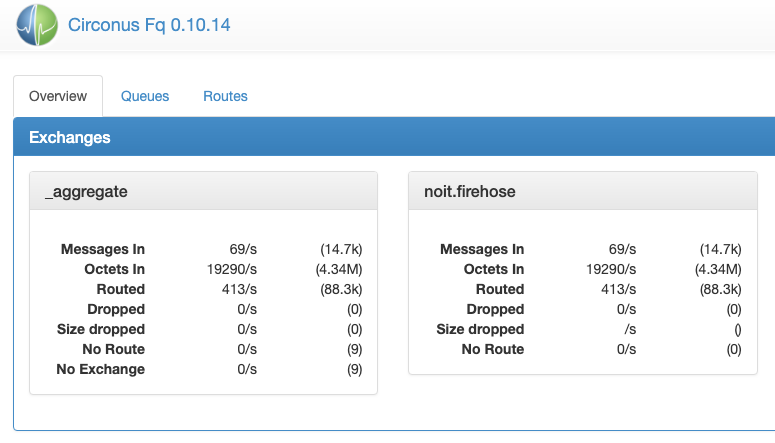 Circonus Fq 0.10.14
Overview Queues Routes
Exchanges
_aggregate
Messages In 69/s (14.7k)
Octets In 19290/s (4.34M)
Routed 413/s (88.3k)
Dropped 0/s (0)
Size dropped 0/s (0)
No Route 0/s (9)
No Exchange 0/s (9)
noit.firehose
Messages In 69/s (14.7k)
Octets In 19290/s (4.34M)
Routed 413/s (88.3k)
Dropped 0/s (0)
Size dropped /s ()
No Route 0/s (0)